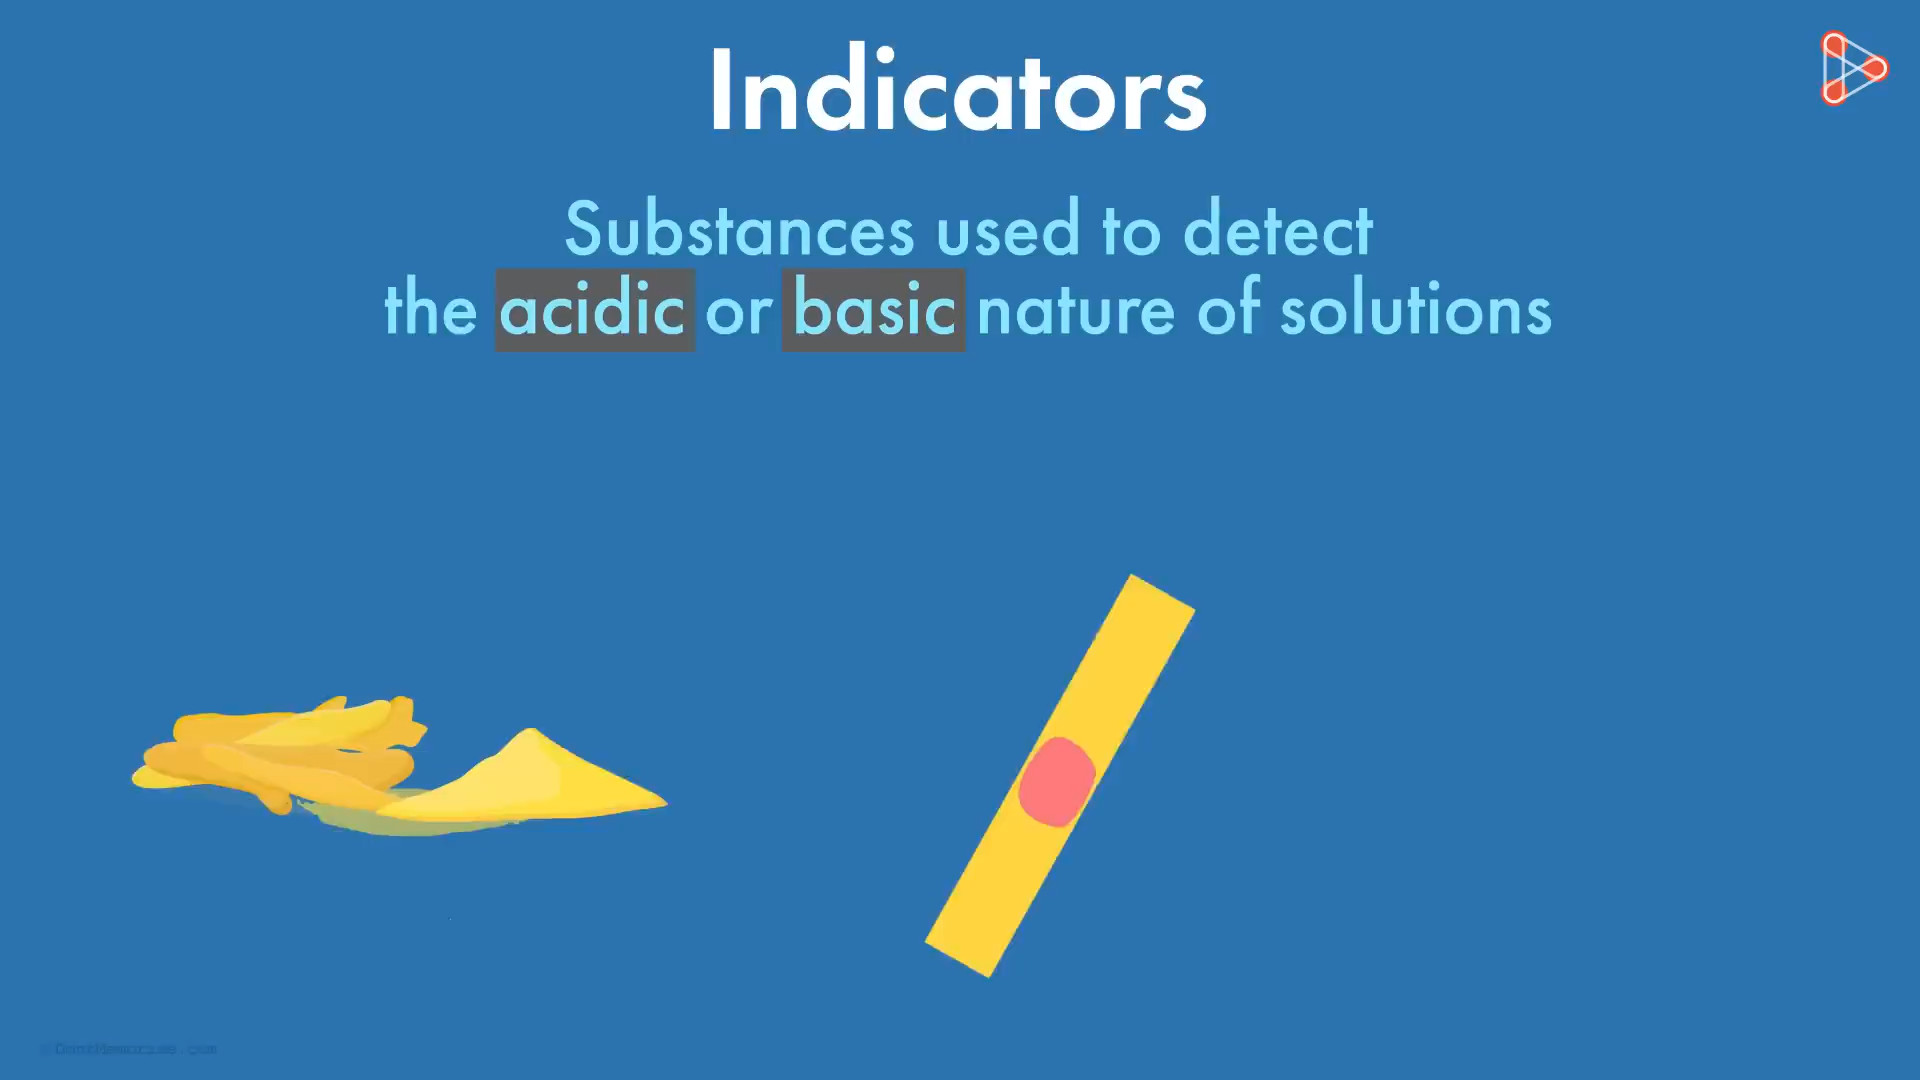 Indicators
Substances used to detect
the acidic or basic nature of solutions